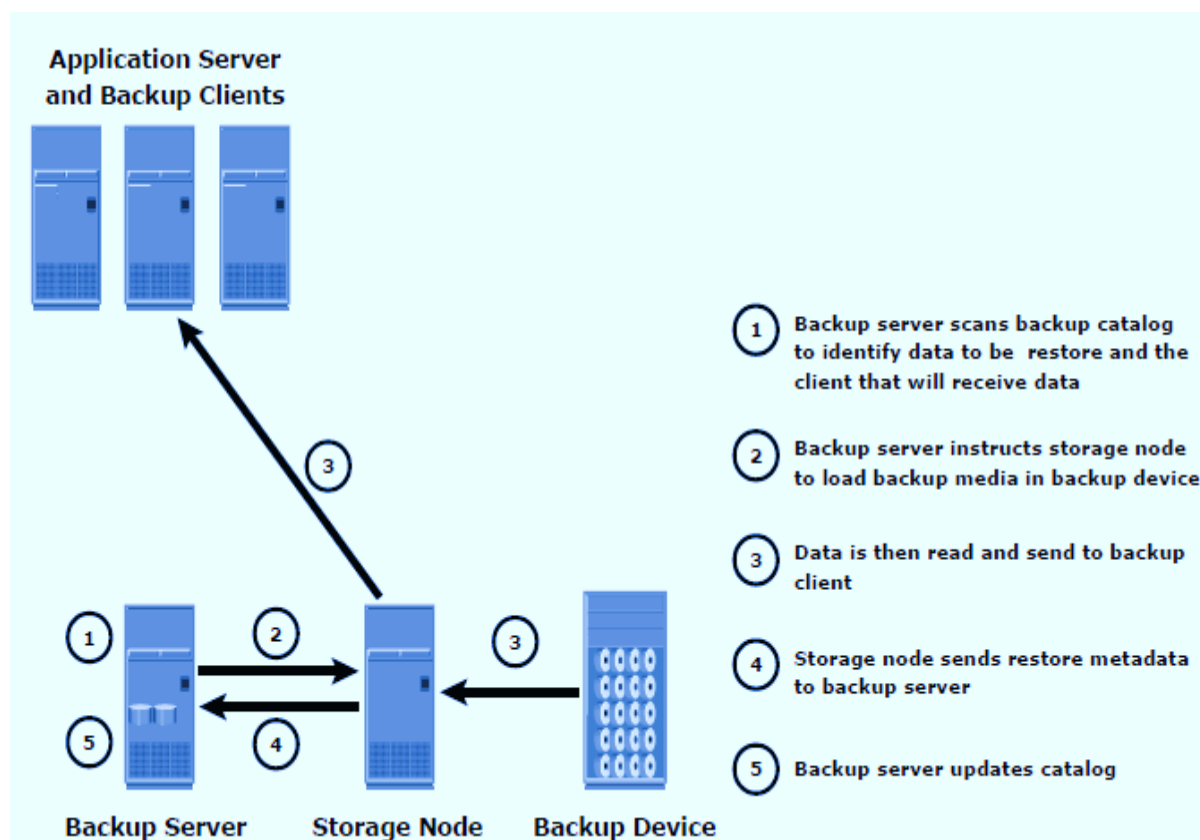 Application Server
and Backup Clients
1 Backup server scans backup catalog
to identify data to be restore and the
client that will receive data
2 Backup server instructs storage node
to load backup media in backup device
3 Data is then read and send to backup
client
4 Storage node sends restore metadata
to backup server
5 Backup server updates catalog
3
1
2
3
5
4
Backup Server
Storage Node
Backup Device